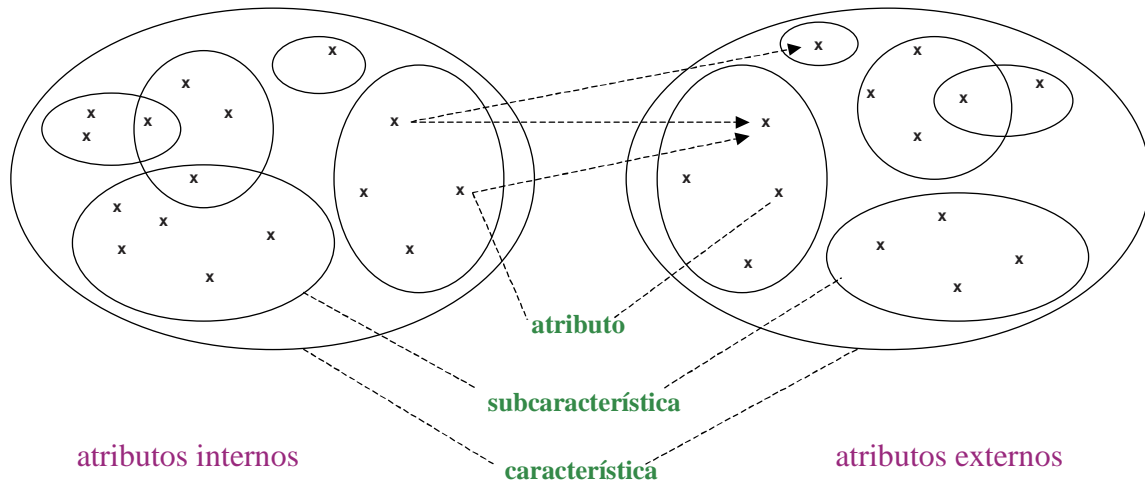 x x x x x x x x x x x x x x x x
x x x x x x x x x x x x x x
atributo
subcaracterística
atributos internos
característica
atributos externos